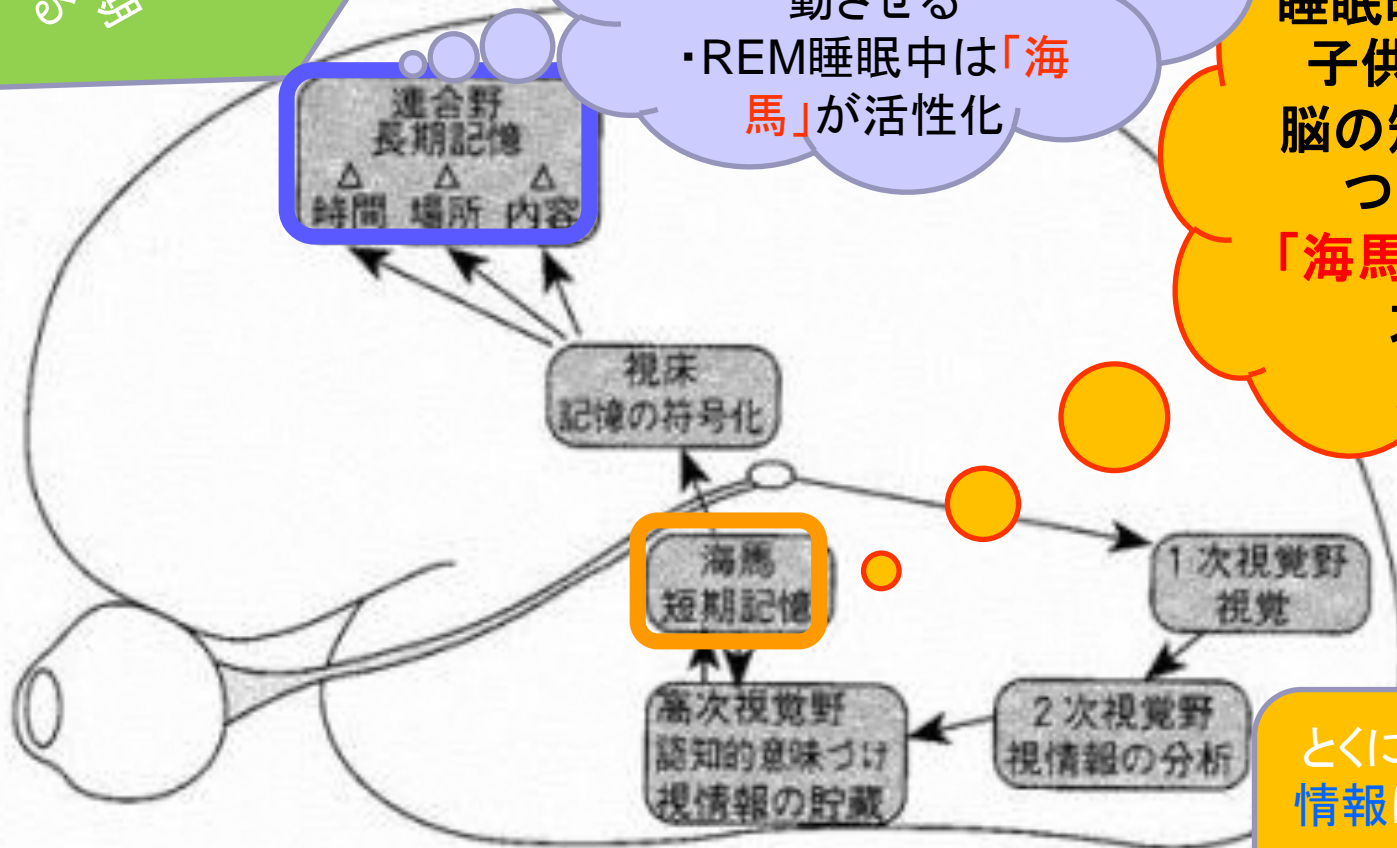 動させる
・REM睡眠中は「海
馬」が活性化
連合野
長期記憶
△ △ △
時間 場所 内容
睡眠
子供
脳の
つ
「海馬
視床
記憶の符号化
海馬
短期記憶
1次視覚野
視覚
高次視覚野
認知的意味づけ
視情報の貯蔵
2次視覚野
視情報の分析
とくに
情報